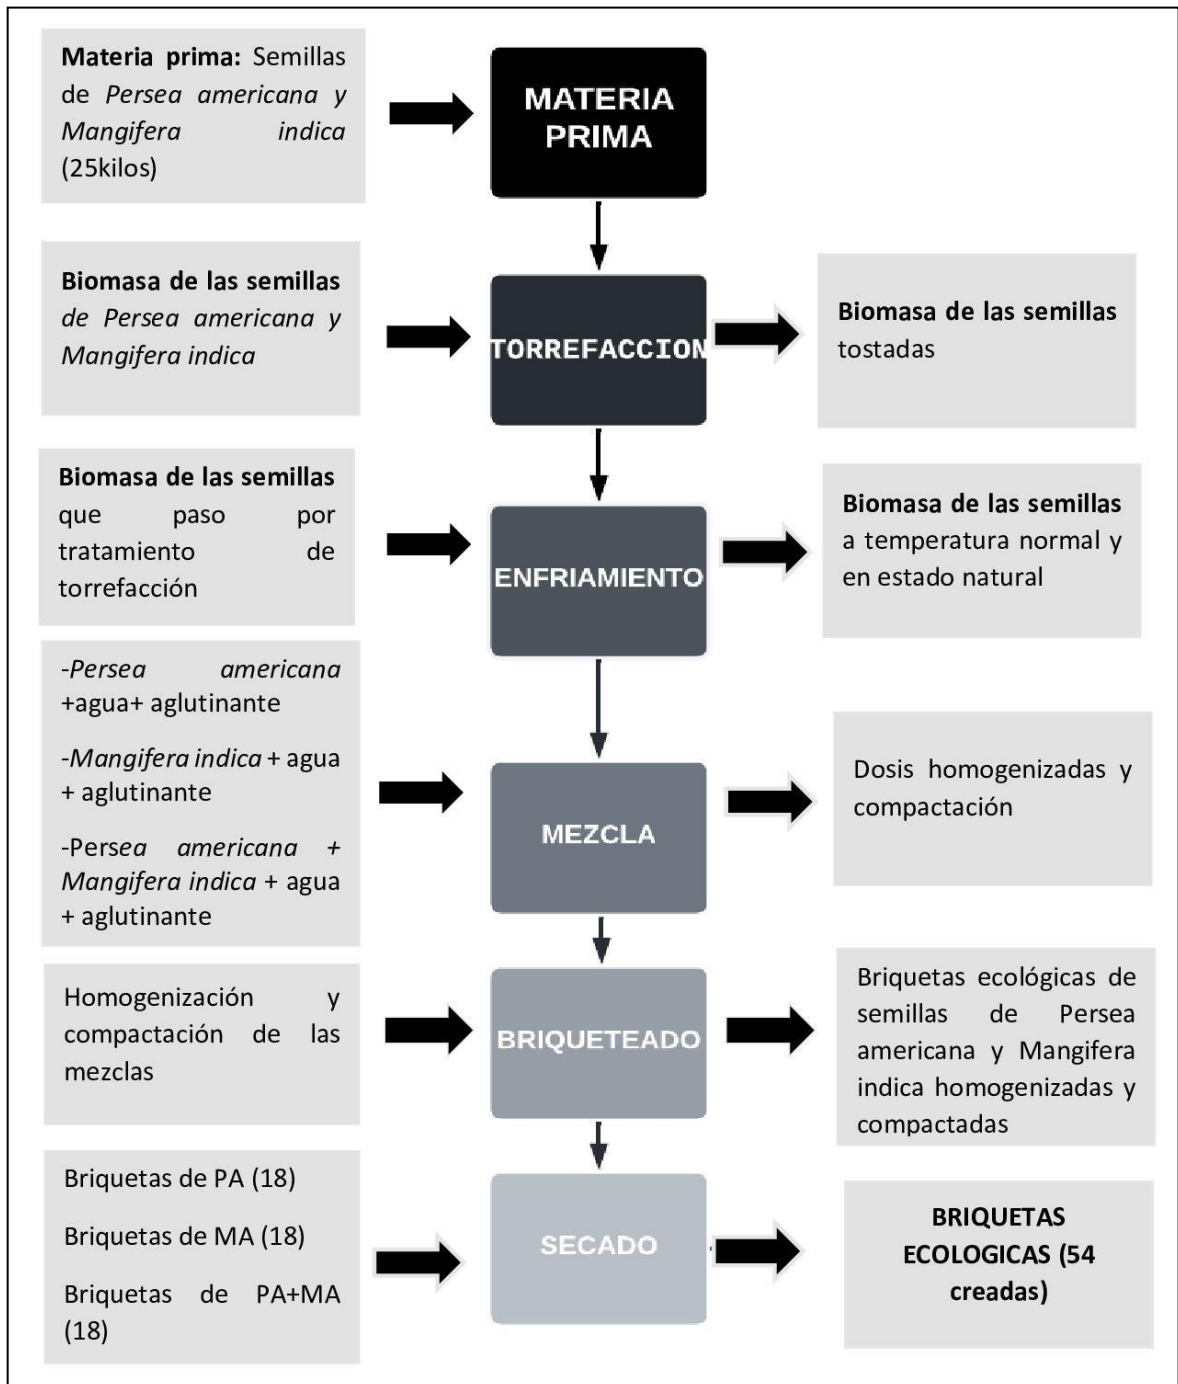 Materia prima: Semillas
de Persea americana y
Mangifera indica
(25kilos)
MATERIA
PRIMA
Biomasa de las semillas
de Persea americana y
Mangifera indica
TORREFACCION
Biomasa de las semillas
tostadas
Biomasa de las semillas
que paso por
tratamiento de
torrefacción
ENFRIAMIENTO
Biomasa de las semillas
a temperatura normal y
en estado natural
-Persea americana
+agua+ aglutinante
-Mangifera indica + agua
+ aglutinante
-Persea americana +
Mangifera indica + agua
+ aglutinante
MEZCLA
Dosis homogenizadas y
compactación
Homogenización y
compactación de las
mezclas
BRIQUETEADO
Briquetas ecológicas de
semillas de Persea
americana y Mangifera
indica homogenizadas y
compactadas
Briquetas de PA (18)
Briquetas de MA (18)
Briquetas de PA+MA
(18)
SECADO
BRIQUETAS
ECOLOGICAS (54
creadas)